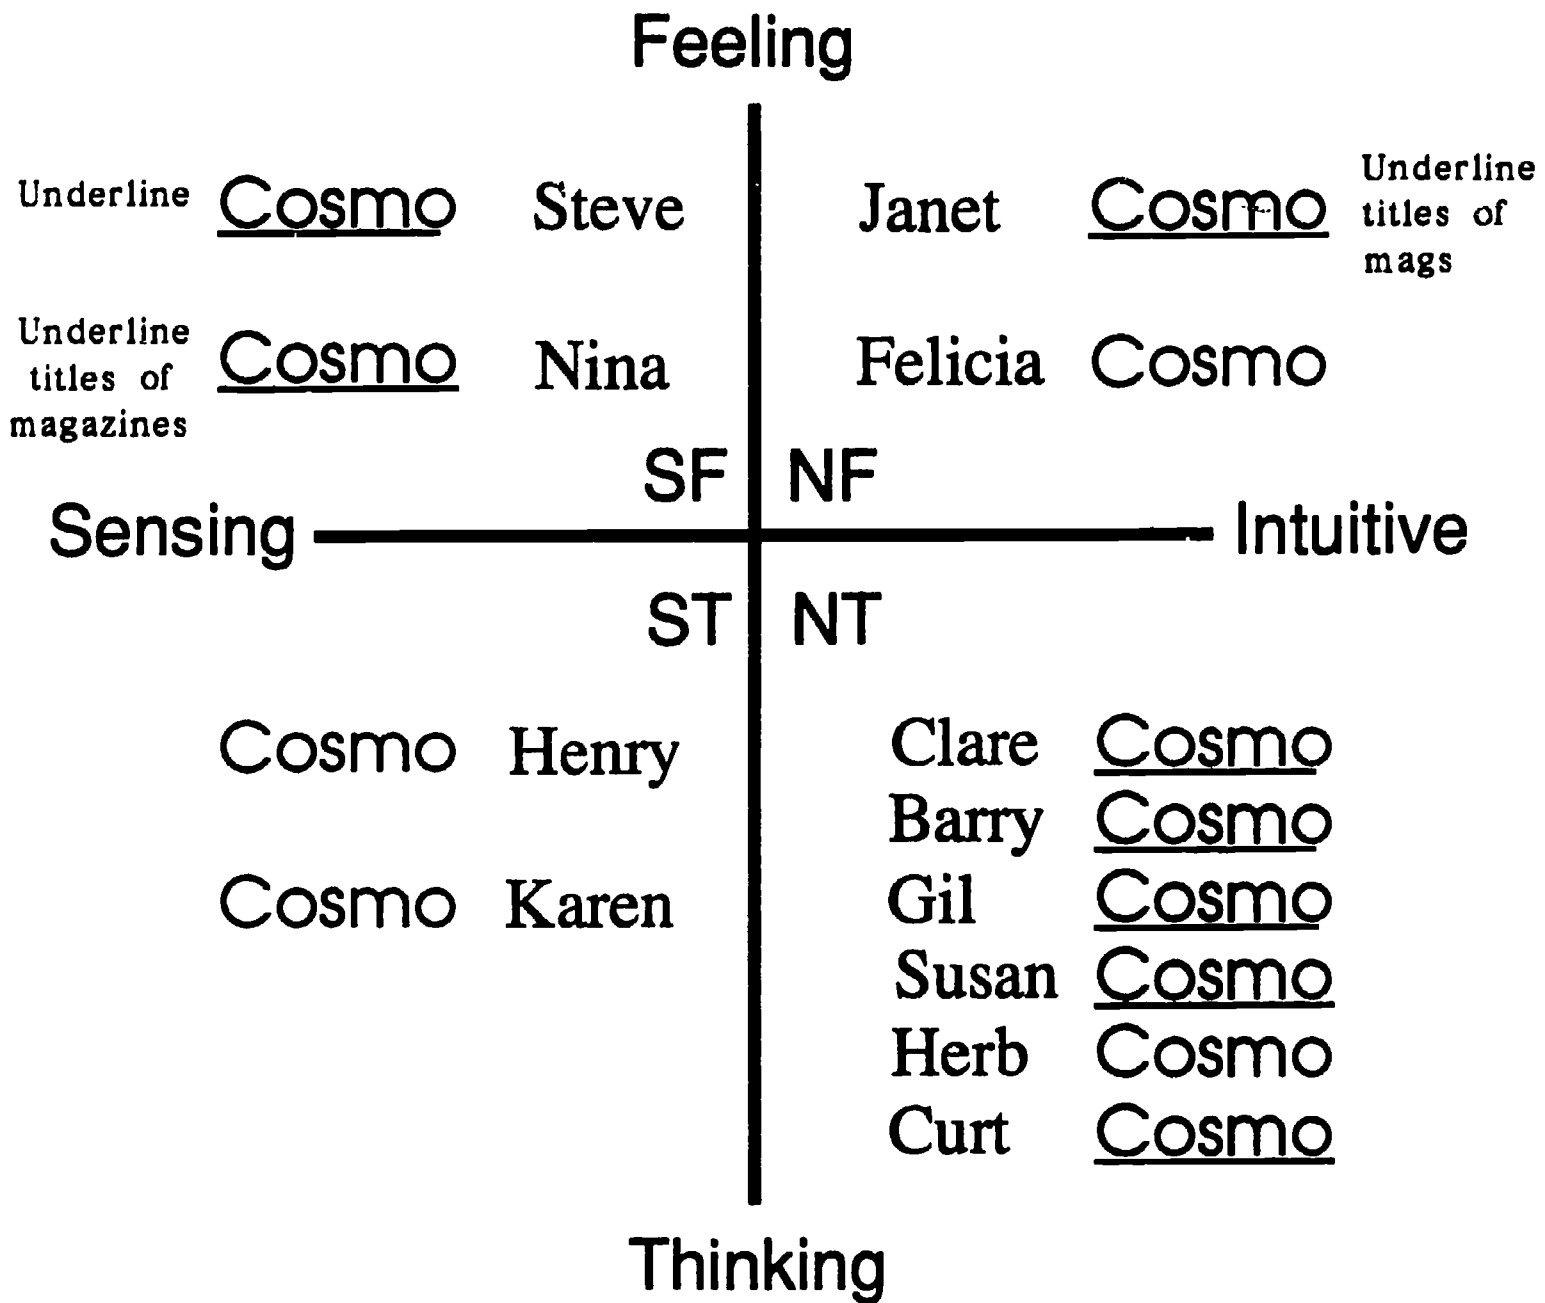 Feeling
Underline Cosmo Steve
Underline
titles of
magazines
Cosmo Nina
Janet Cosmo
Underline
titles of
mags
Felicia Cosmo
SF NF
Sensing Intuitive
ST NT
Cosmo Henry
Cosmo Karen
Clare Cosmo
Barry Cosmo
Gil Cosmo
Susan Cosmo
Herb Cosmo
Curt Cosmo
Thinking